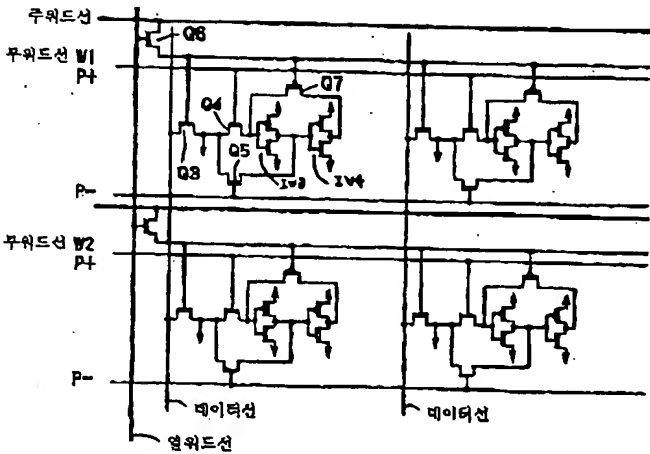 주워드선
Q6
부워드선 W1
P+
Q7
Q4
Q3
Q5
Iv3
Iv4
P-
부워드선 W2
P+
P-
데이터선
데이터선
열워드선